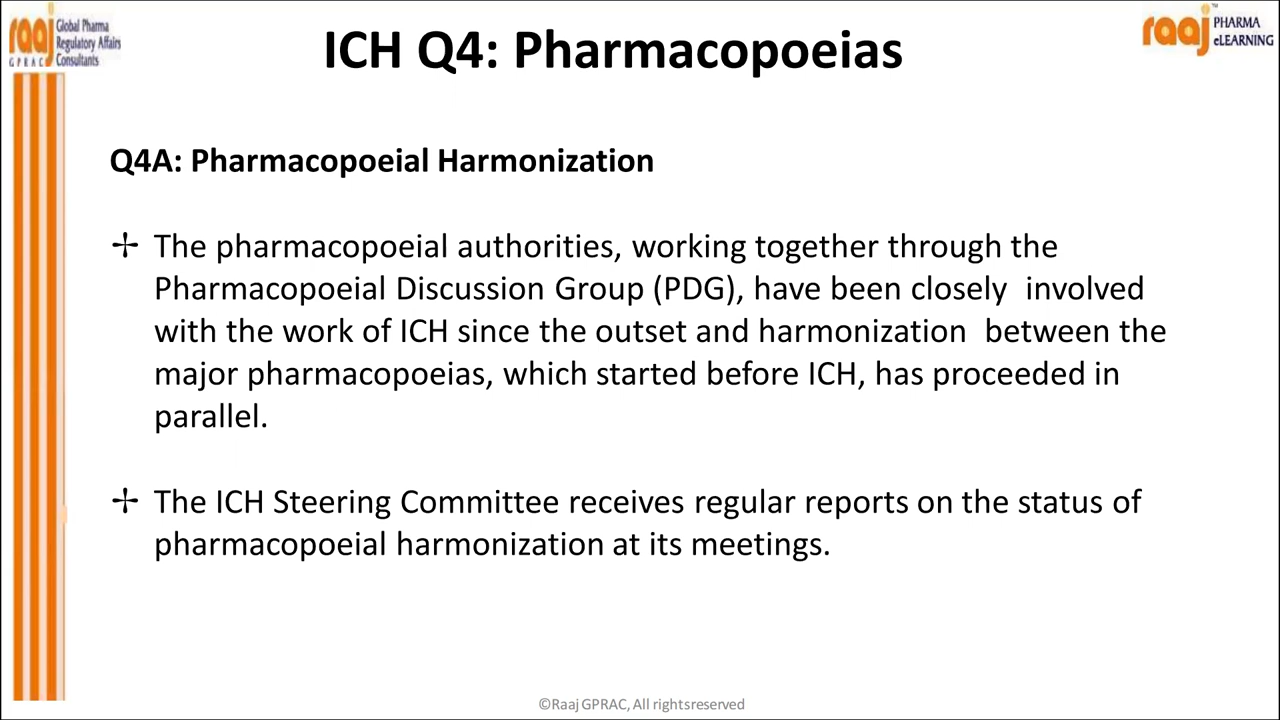 raaj
GPRAC
Global Pharma
Regulatory Affairs
Consultants
ICH Q4: Pharmacopoeias
raaj™
PHARMA
eLEARNING
Q4A: Pharmacopoeial Harmonization
The pharmacopoeial authorities, working together through the
Pharmacopoeial Discussion Group (PDG), have been closely involved
with the work of ICH since the outset and harmonization between the
major pharmacopoeias, which started before ICH, has proceeded in
parallel.
The ICH Steering Committee receives regular reports on the status of
pharmacopoeial harmonization at its meetings.
©Raaj GPRAC, All rightsreserved